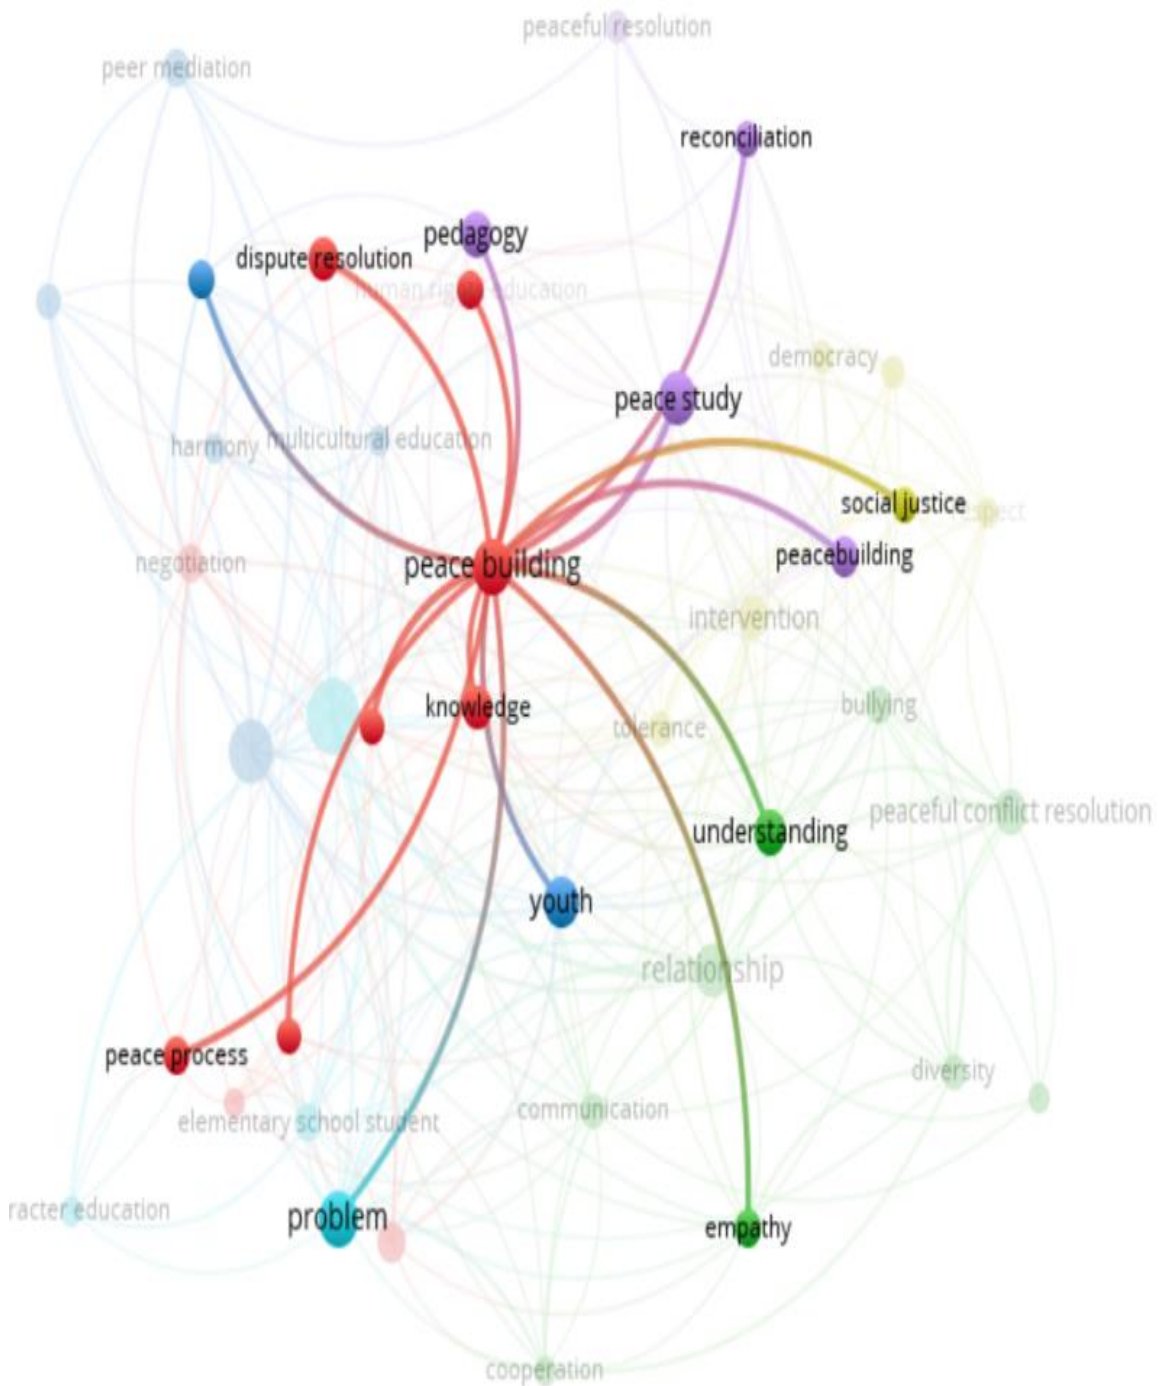 peaceful resolution
peer mediation
reconciliation
pedagogy
dispute resolution
human rights education
democracy
peace study
multicultural education
harmony
social justice
respect
peacebuilding
peace building
negotiation
intervention
bullying
knowledge
tolerance
peaceful conflict resolution
understanding
youth
relationship
peace process
diversity
communication
elementary school student
racter education
problem
empathy
cooperation